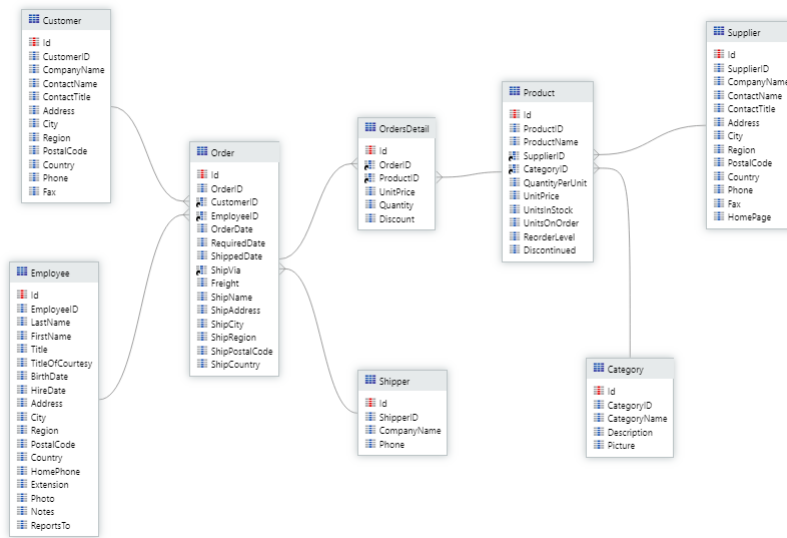 Customer
Id
CustomerID
CompanyName
ContactName
ContactTitle
Address
City
Region
PostalCode
Country
Phone
Fax
Employee
Id
EmployeeID
LastName
FirstName
Title
TitleOfCourtesy
BirthDate
HireDate
Address
City
Region
PostalCode
Country
HomePhone
Extension
Photo
Notes
ReportsTo
Order
Id
OrderID
CustomerID
EmployeeID
OrderDate
RequiredDate
ShippedDate
ShipVia
Freight
ShipName
ShipAddress
ShipCity
ShipRegion
ShipPostalCode
ShipCountry
OrdersDetail
Id
OrderID
ProductID
UnitPrice
Quantity
Discount
Shipper
Id
ShipperID
CompanyName
Phone
Product
Id
ProductID
ProductName
SupplierID
CategoryID
QuantityPerUnit
UnitPrice
UnitsInStock
UnitsOnOrder
ReorderLevel
Discontinued
Category
Id
CategoryID
CategoryName
Description
Picture
Supplier
Id
SupplierID
CompanyName
ContactName
ContactTitle
Address
City
Region
PostalCode
Country
Phone
Fax
HomePage